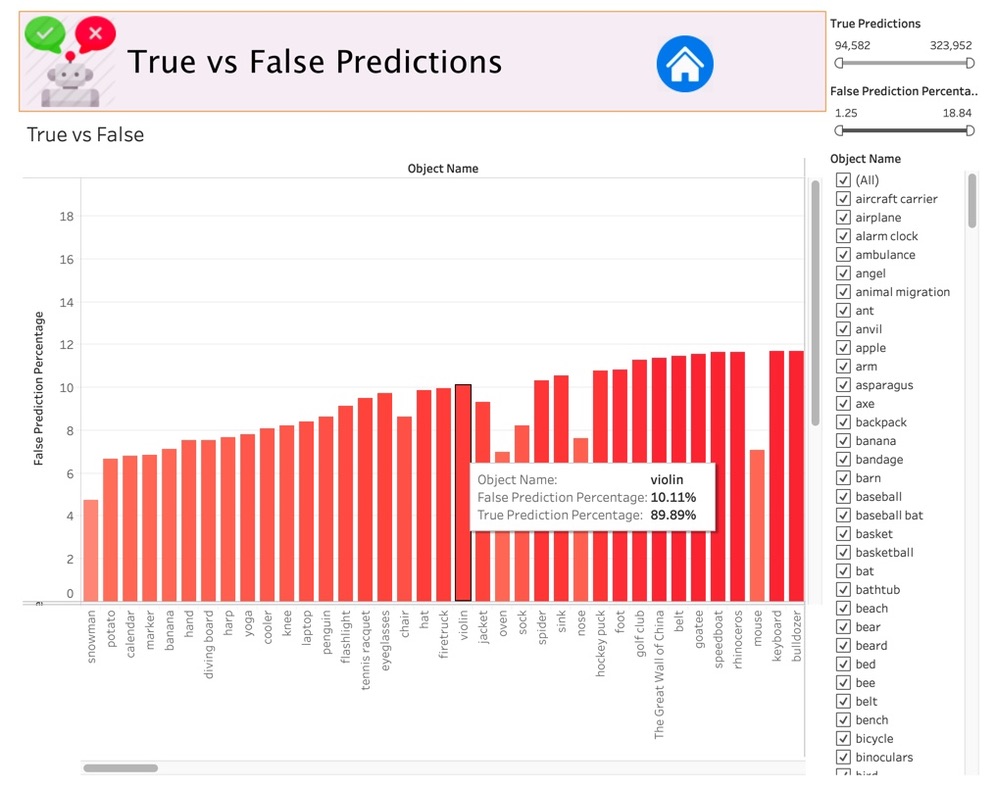 True vs False Predictions
True Predictions
94,582 323,952
False Prediction Percenta..
1.25 18.84
True vs False
Object Name
False Prediction Percentage
18
16
14
12
10
8
6
4
2
0
Object Name: violin
False Prediction Percentage: 10.11%
True Prediction Percentage: 89.89%
snowman
potato
calendar
marker
banana
hand
diving board
harp
yoga
cooler
knee
laptop
penguin
flashlight
tennis racquet
eyeglasses
chair
hat
firetruck
violin
jacket
oven
sock
spider
sink
nose
hockey puck
foot
golf club
The Great Wall of China
belt
goatee
speedboat
rhinoceros
mouse
keyboard
bulldozer
Object Name
(All)
aircraft carrier
airplane
alarm clock
ambulance
angel
animal migration
ant
anvil
apple
arm
asparagus
axe
backpack
banana
bandage
barn
baseball
baseball bat
basket
basketball
bat
bathtub
beach
bear
beard
bed
bee
belt
bench
bicycle
binoculars